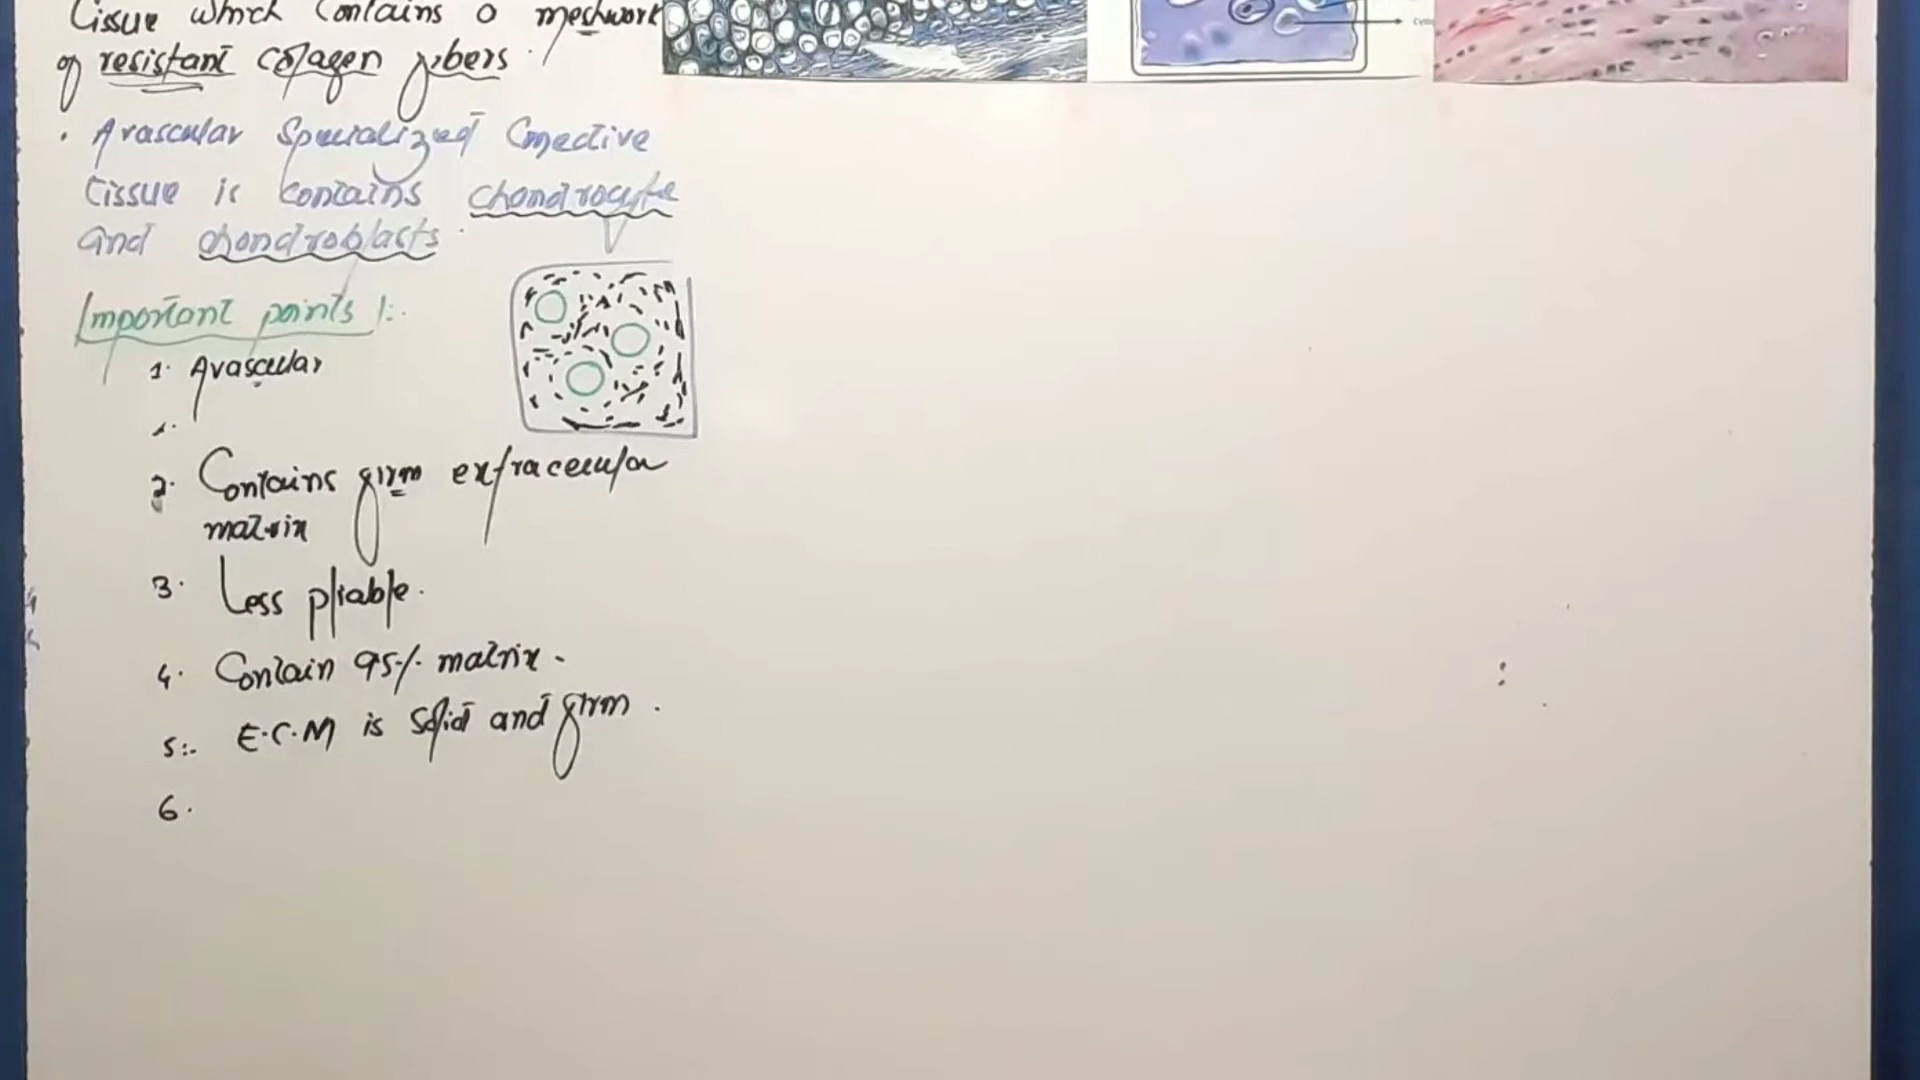 tissue which contains a meshwork
of resistant collagen fibers.
. Avascular Specialized Connective
tissue is contains chondrocyte
and chondroblasts.
Important points :-
1. Avascular
2. Contains firm extracellular
matrix
3. Less pliable.
4. Contain 95% matrix.
5:- E.C.M is solid and firm.
6.